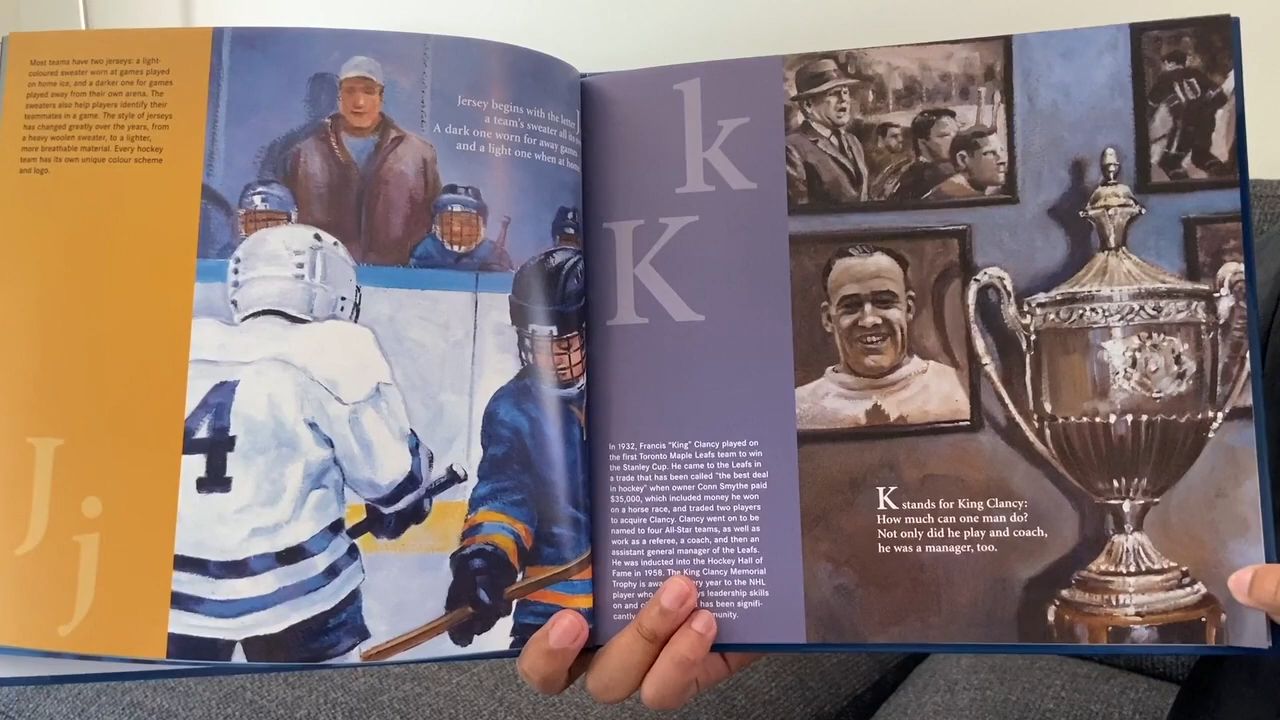 Most teams have two jerseys: a light-
coloured sweater worn at games played
on home ice, and a darker one for games
played away from their own arena. The
sweaters also help players identify their
teammates in a game. The style of jerseys
has changed greatly over the years, from
a heavy woolen sweater, to a lighter,
more breathable material. Every hockey
team has its own unique colour scheme
and logo.
J
j
Jersey begins with the letter J
a team's sweater all
A dark one worn for away games
and a light one when at
4
k
K
In 1932, Francis "King" Clancy played on
the first Toronto Maple Leafs team to win
the Stanley Cup. He came to the Leafs in
a trade that has been called "the best deal
in hockey" when owner Conn Smythe paid
$35,000, which included money he won
on a horse race, and traded two players
to acquire Clancy. Clancy went on to be
named to four All-Star teams, as well as
work as a referee, a coach, and then an
assistant general manager of the Leafs.
He was inducted into the Hockey Hall of
Fame in 1958. The King Clancy Memorial
Trophy is year to the NHL
player who leadership skills
on and has been signifi-
K stands for King Clancy:
How much can one man do?
Not only did he play and coach,
he was a manager, too.
10